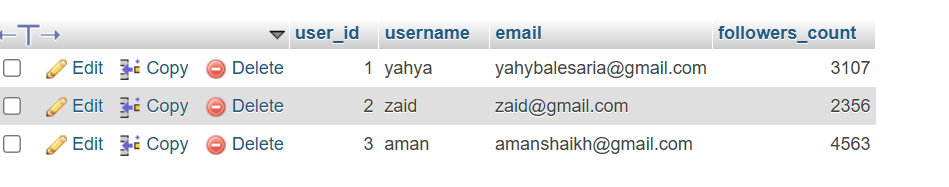 user_id username email followers_count
Edit Copy Delete 1 yahya yahybalesaria@gmail.com 3107
Edit Copy Delete 2 zaid zaid@gmail.com 2356
Edit Copy Delete 3 aman amanshaikh@gmail.com 4563